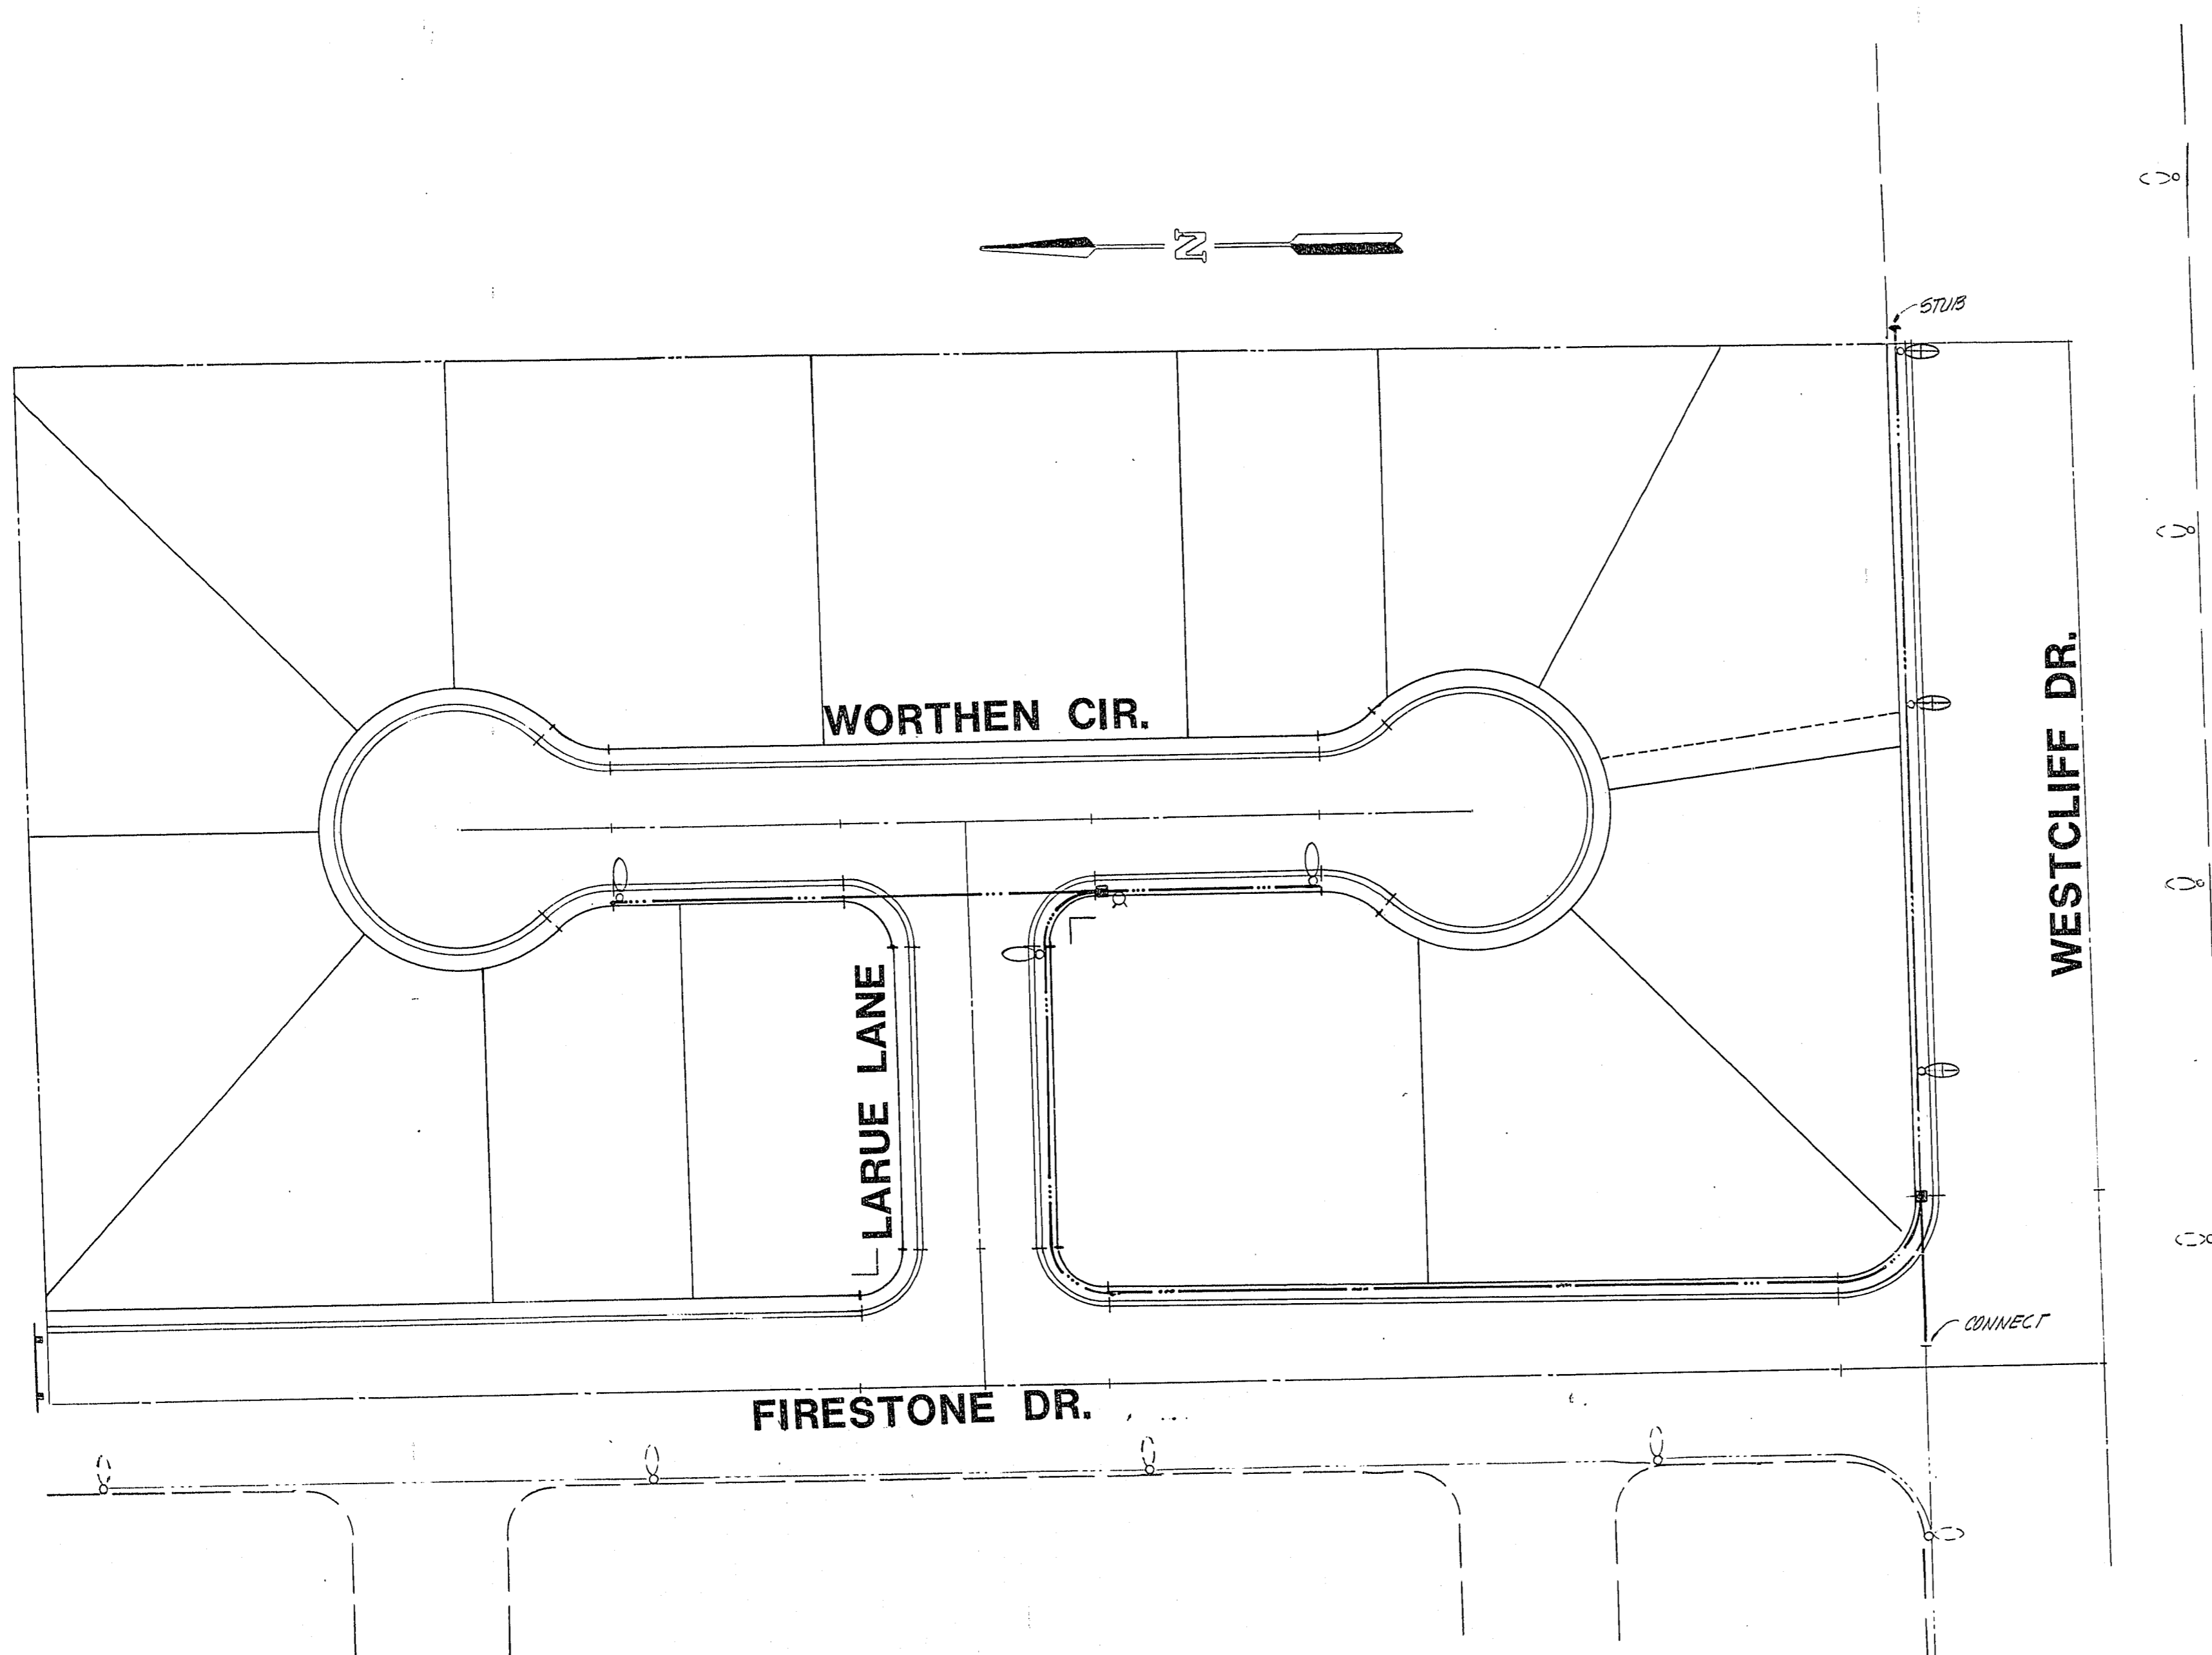 N
STUB
WORTHEN CIR.
WESTCLIFF DR.
LARUE LANE
CONNECT
FIRESTONE DR.